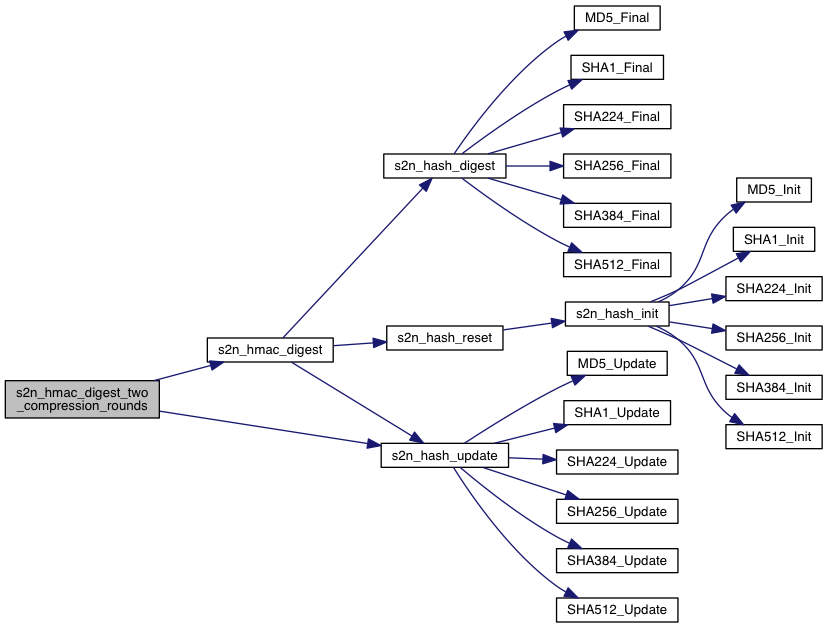 MD5_Final
SHA1_Final
SHA224_Final
s2n_hash_digest
SHA256_Final
MD5_Init
SHA384_Final
SHA1_Init
SHA512_Final
SHA224_Init
s2n_hash_init
s2n_hmac_digest
s2n_hash_reset
SHA256_Init
MD5_Update
SHA384_Init
s2n_hmac_digest_two
_compression_rounds
SHA1_Update
SHA512_Init
s2n_hash_update
SHA224_Update
SHA256_Update
SHA384_Update
SHA512_Update